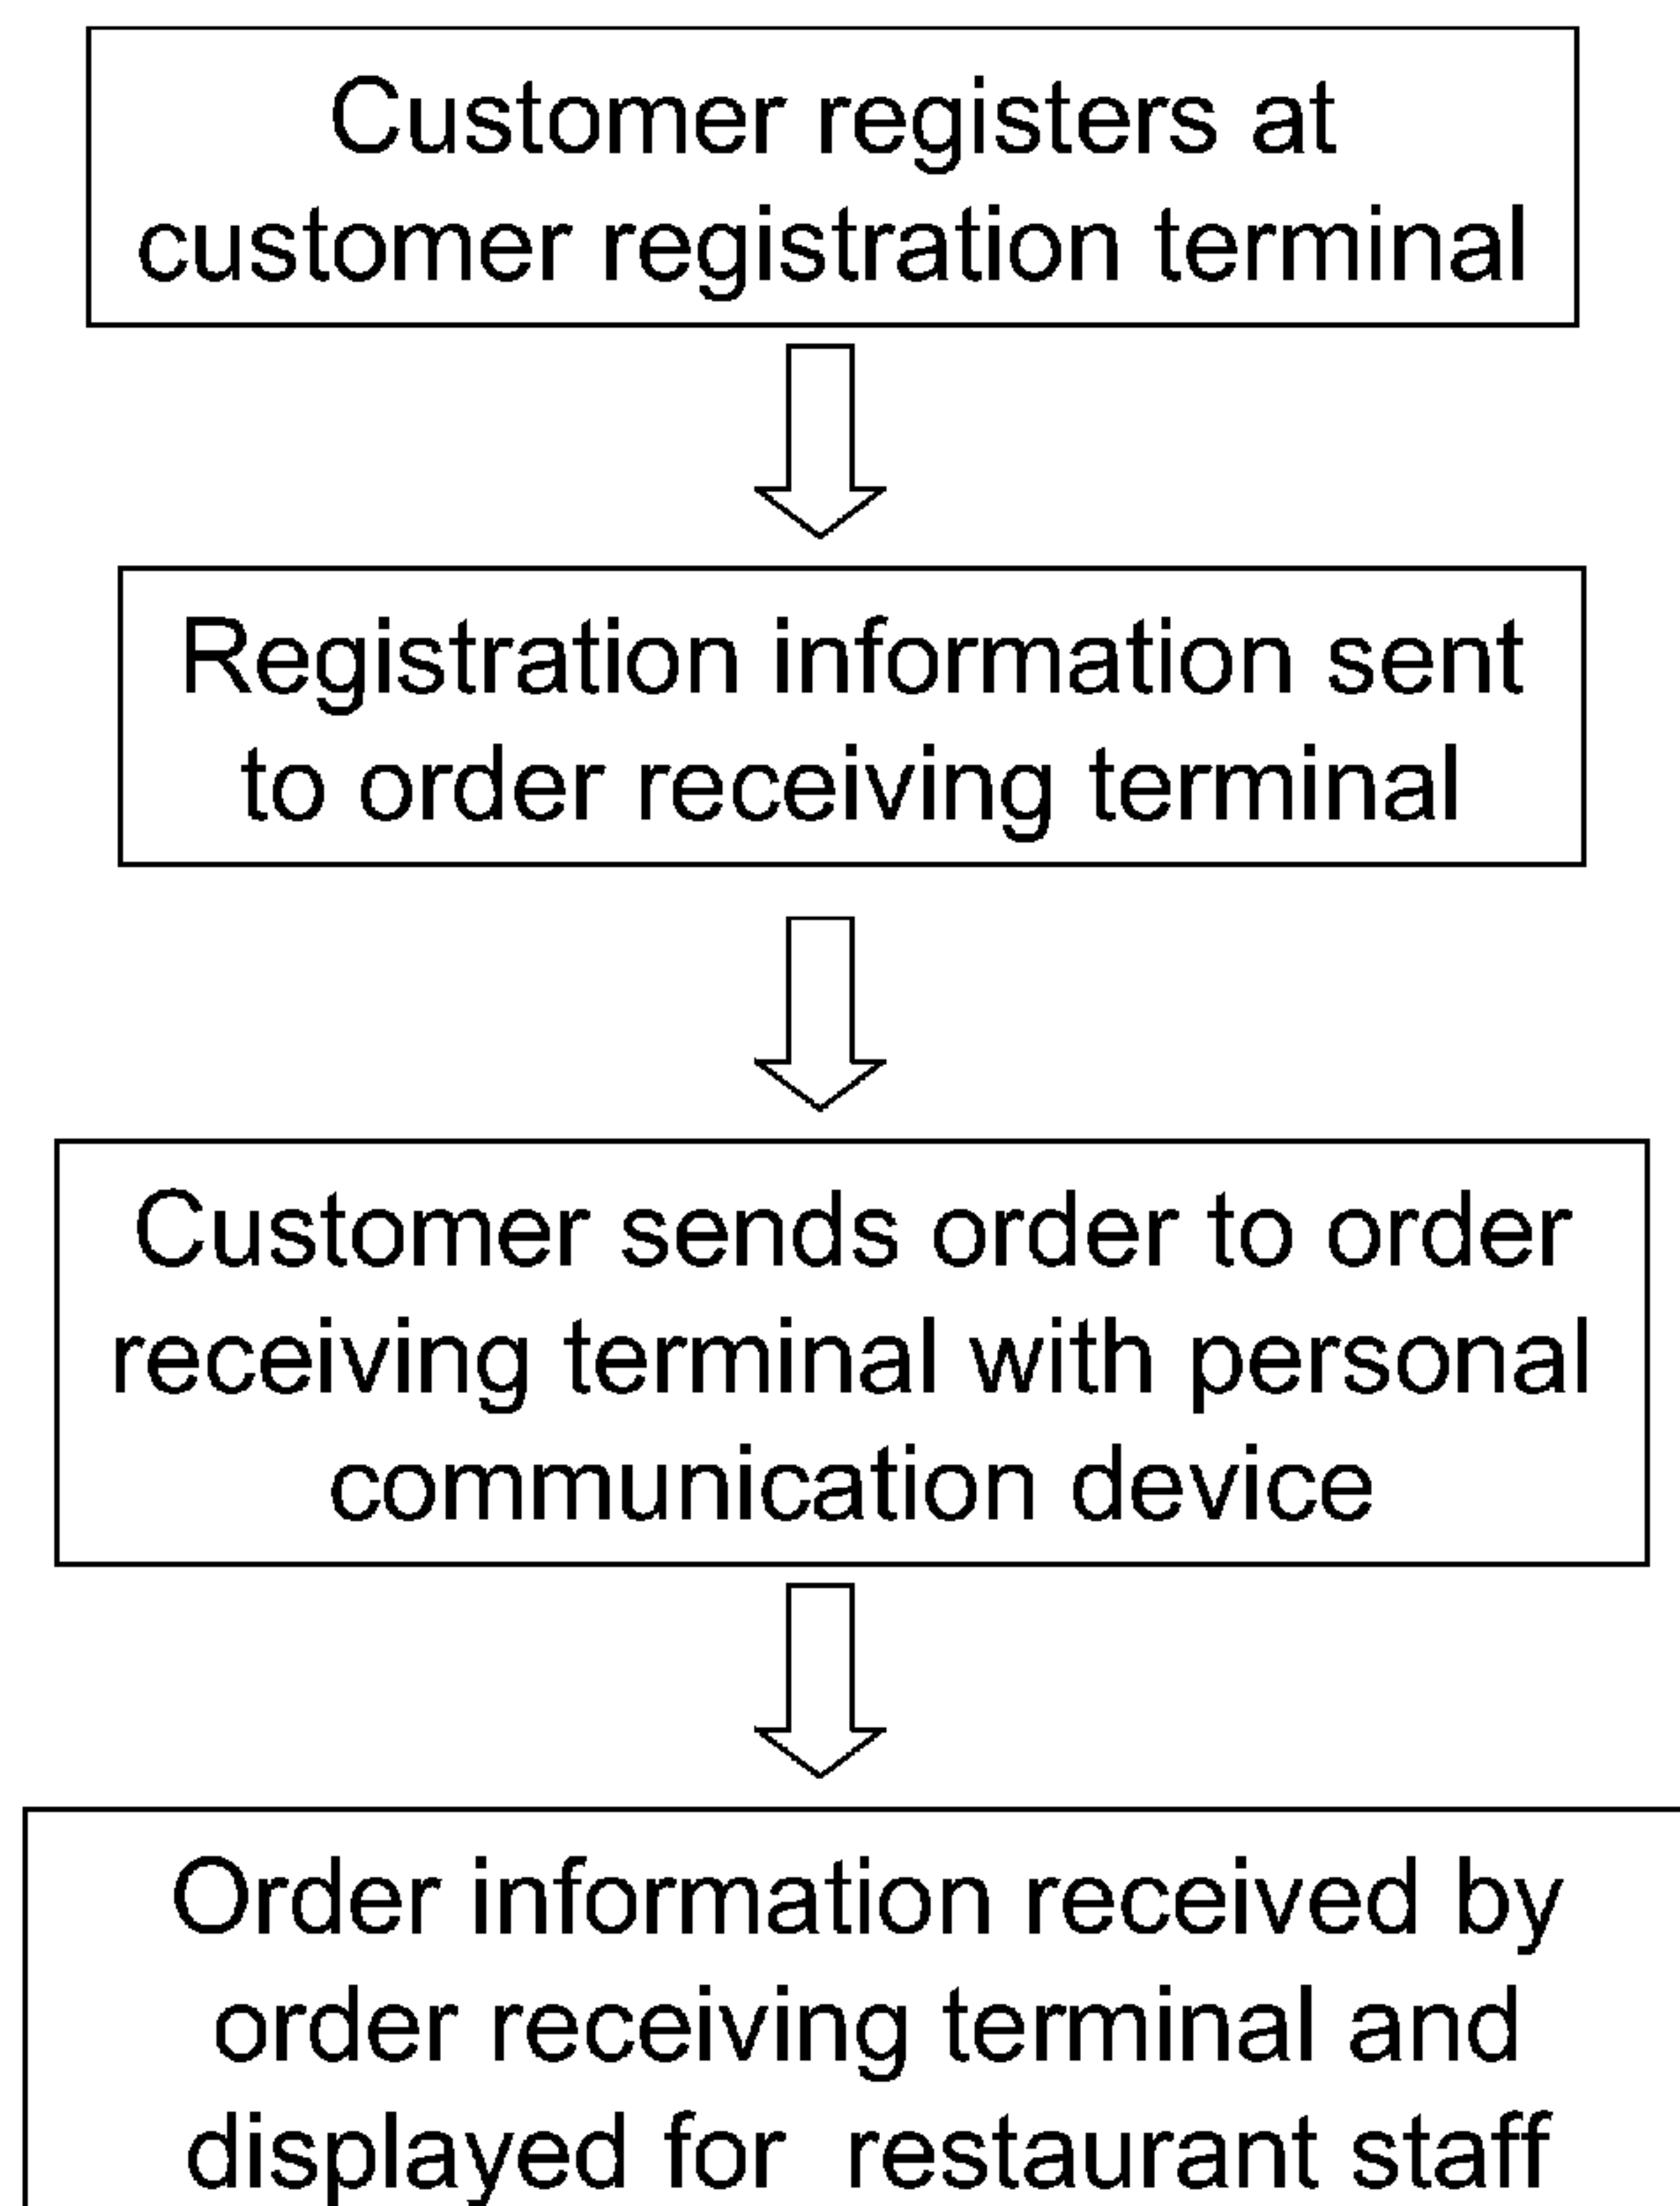 Customer registers at
customer registration terminal
Registration information sent
to order receiving terminal
Customer sends order to order
receiving terminal with personal
communication device
Order information received by
order receiving terminal and
displayed for restaurant staff